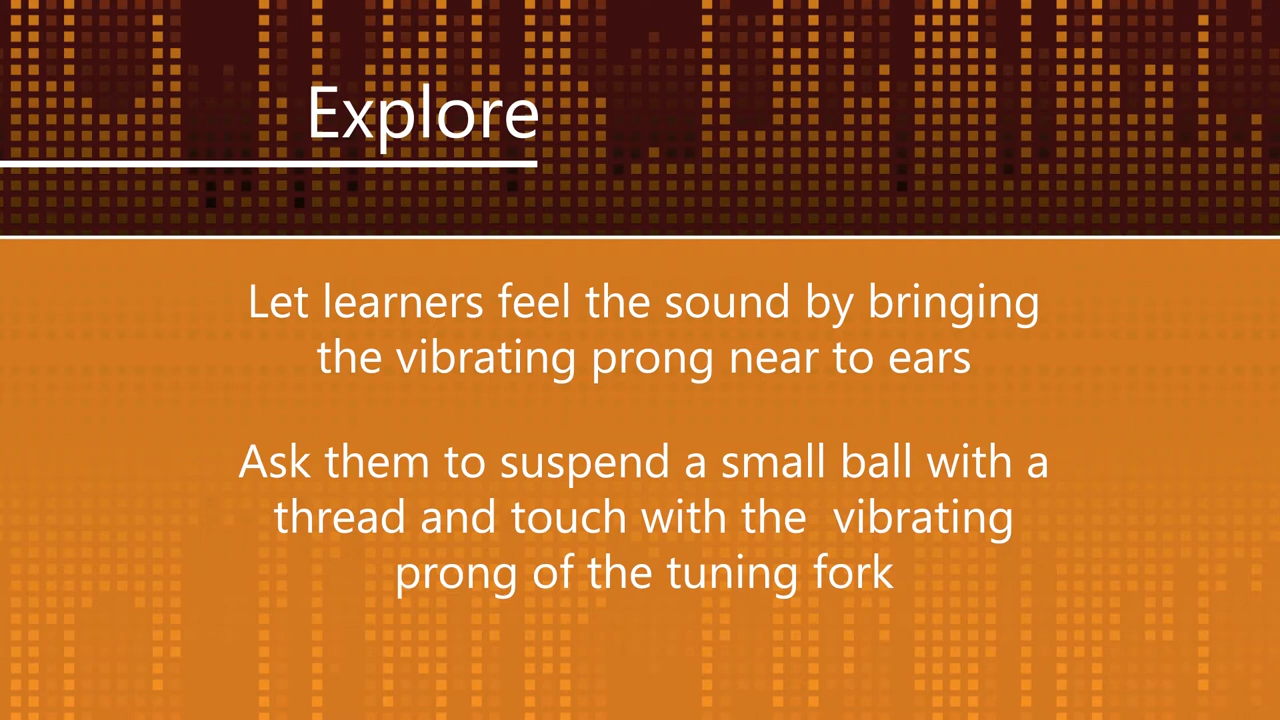 Explore
Let learners feel the sound by bringing
the vibrating prong near to ears
Ask them to suspend a small ball with a
thread and touch with the  vibrating
prong of the tuning fork